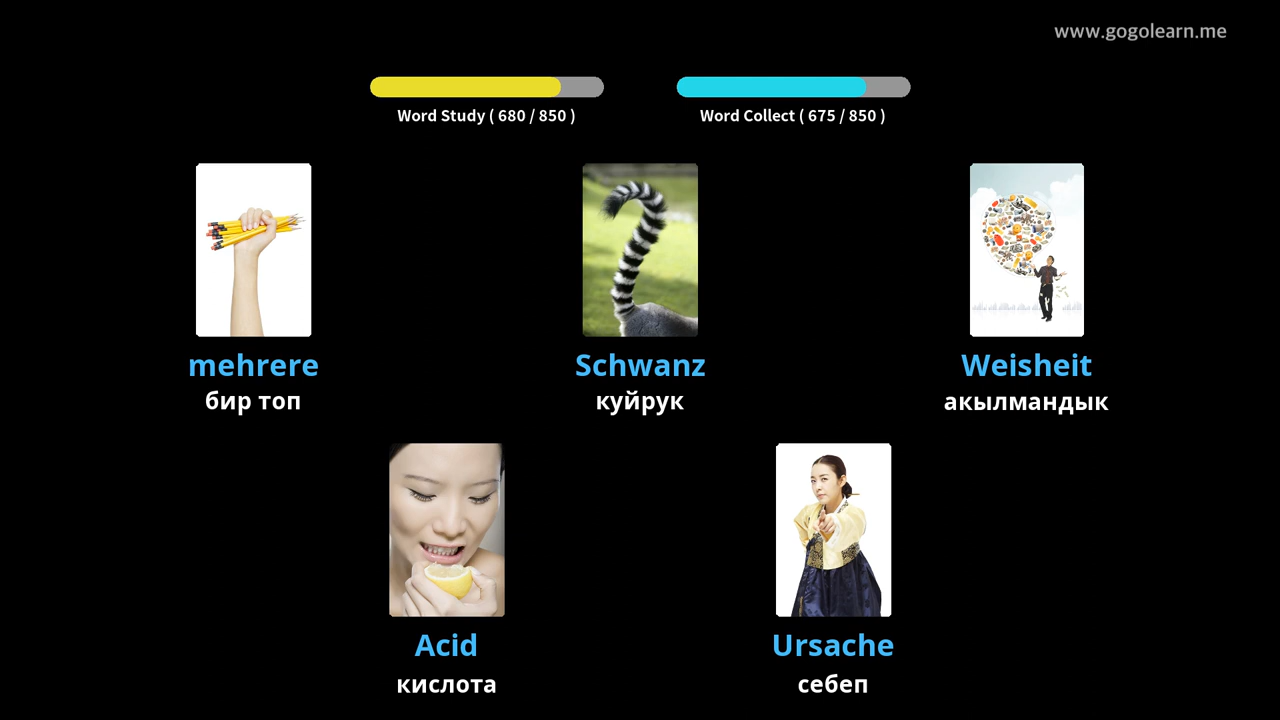 www.gogolearn.me
Word Study ( 680 / 850 )
Word Collect ( 675 / 850 )
mehrere
бир топ
Schwanz
куйрук
Weisheit
акылмандык
Acid
кислота
Ursache
себеп